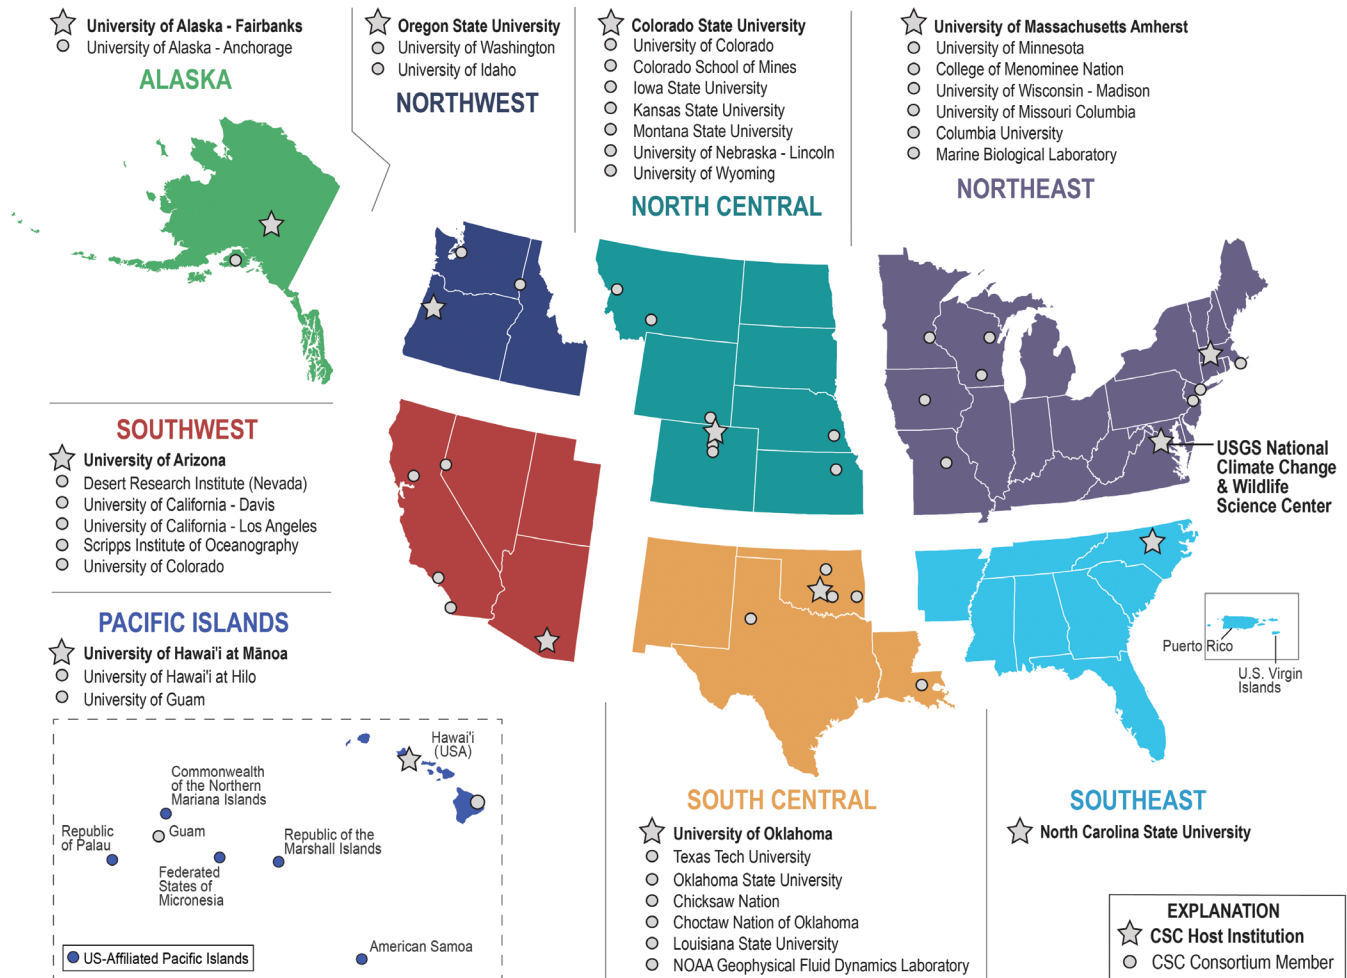 University of Alaska - Fairbanks
University of Alaska - Anchorage
ALASKA
Oregon State University
University of Washington
University of Idaho
NORTHWEST
Colorado State University
University of Colorado
Colorado School of Mines
Iowa State University
Kansas State University
Montana State University
University of Nebraska - Lincoln
University of Wyoming
NORTH CENTRAL
University of Massachusetts Amherst
University of Minnesota
College of Menominee Nation
University of Wisconsin - Madison
University of Missouri Columbia
Columbia University
Marine Biological Laboratory
NORTHEAST
USGS National
Climate Change
& Wildlife
Science Center
SOUTHWEST
University of Arizona
Desert Research Institute (Nevada)
University of California - Davis
University of California - Los Angeles
Scripps Institute of Oceanography
University of Colorado
PACIFIC ISLANDS
University of Hawai'i at Mānoa
University of Hawai'i at Hilo
University of Guam
Hawai'i
(USA)
Commonwealth
of the Northern
Mariana Islands
Guam
Republic
of Palau
Federated
States of
Micronesia
Republic of the
Marshall Islands
American Samoa
US-Affiliated Pacific Islands
SOUTH CENTRAL
University of Oklahoma
Texas Tech University
Oklahoma State University
Chicksaw Nation
Choctaw Nation of Oklahoma
Louisiana State University
NOAA Geophysical Fluid Dynamics Laboratory
Puerto Rico
U.S. Virgin
Islands
SOUTHEAST
North Carolina State University
EXPLANATION
CSC Host Institution
CSC Consortium Member